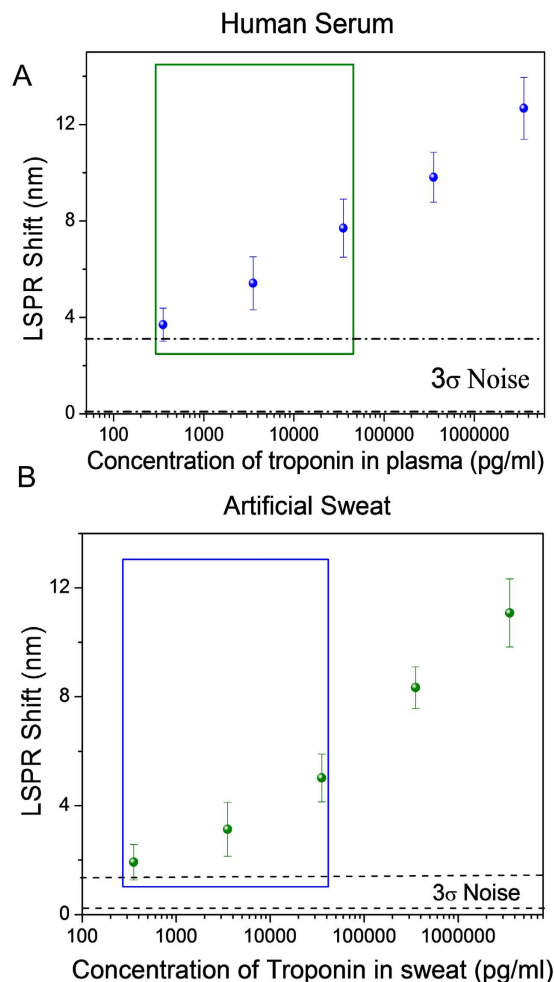 Human Serum
A
LSPR Shift (nm)
12
8
4
0
3σ Noise
100 1000 10000 100000 1000000
Concentration of troponin in plasma (pg/ml)
B
Artificial Sweat
LSPR Shift (nm)
12
8
4
0
3σ Noise
100 1000 10000 100000 1000000
Concentration of Troponin in sweat (pg/ml)